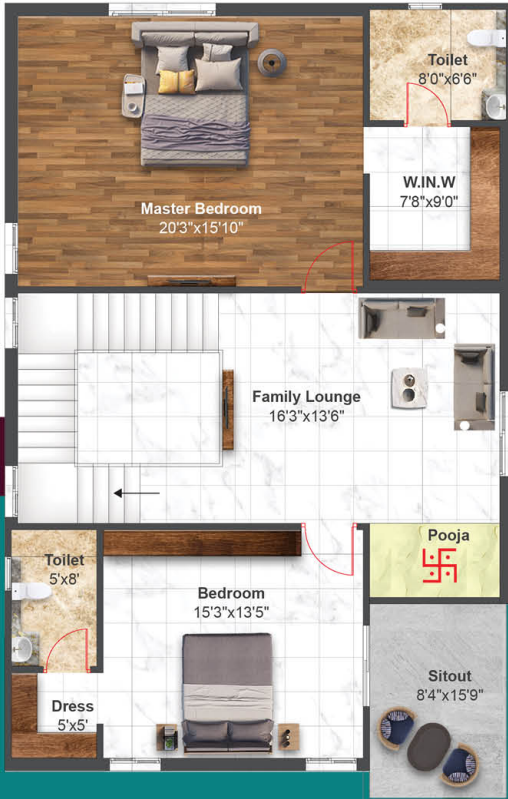 Toilet
8'0"x6'6"
W.IN.W
7'8"x9'0"
Master Bedroom
20'3"x15'10"
Family Lounge
16'3"x13'6"
Pooja
Toilet
5'x8'
Bedroom
15'3"x13'5"
Sitout
8'4"x15'9"
Dress
5'x5'